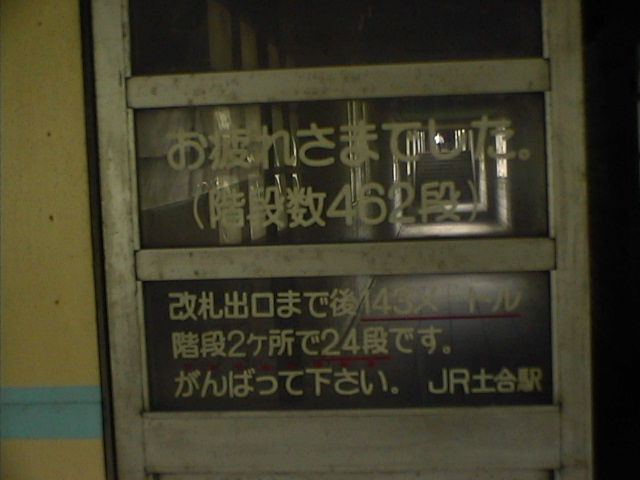 お疲れさまでした。
（階段数462段）
改札出口まで後143メートル
階段2ヶ所で24段です。
がんばって下さい。 JR土合駅